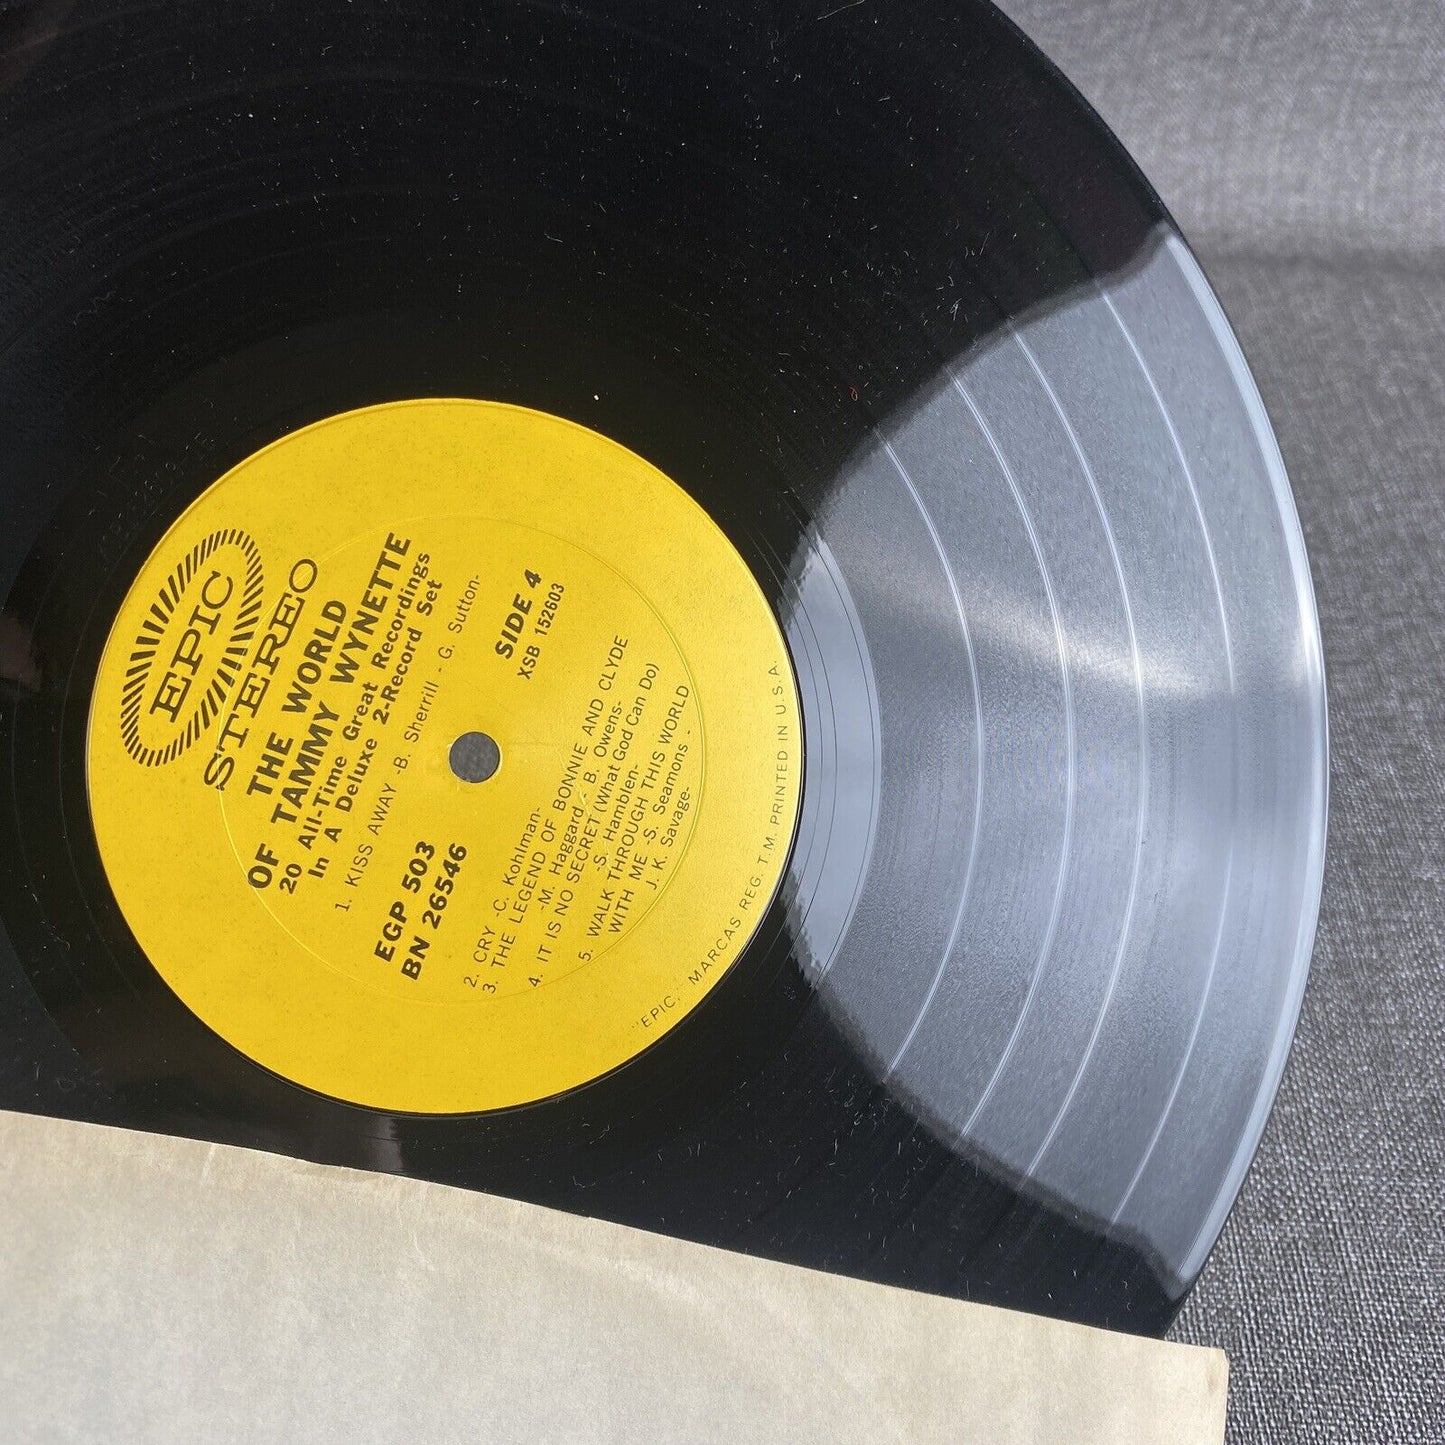 EPIC
STEREO
THE WORLD
OF TAMMY WYNETTE
20 All-Time Great Recordings
In A Deluxe 2-Record Set
1. KISS AWAY -B. Sherrill - G. Sutton-
EGP 503
BN 26546
SIDE 4
XSB 152603
2. CRY -C. Kohlman-
3. THE LEGEND OF BONNIE AND CLYDE
-M. Haggard - B. Owens-
4. IT IS NO SECRET (What God Can Do)
-S. Hamblen-
5. WALK THROUGH THIS WORLD
WITH ME -S. Seamons -
J. K. Savage-
"EPIC," MARCAS REG. T.M. PRINTED IN U.S.A.